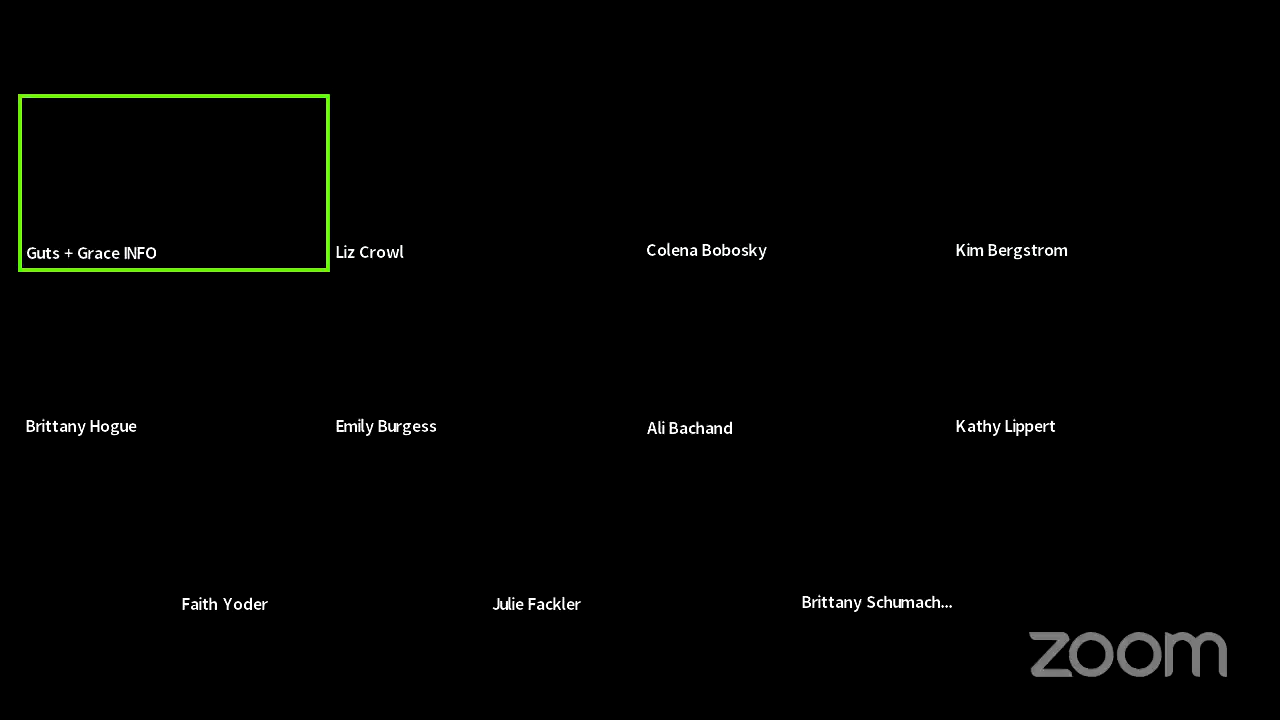 Guts + Grace INFO
Liz Crowl
Colena Bobosky
Kim Bergstrom
Brittany Hogue
Emily Burgess
Ali Bachand
Kathy Lippert
Faith Yoder
Julie Fackler
Brittany Schumach...
zoom